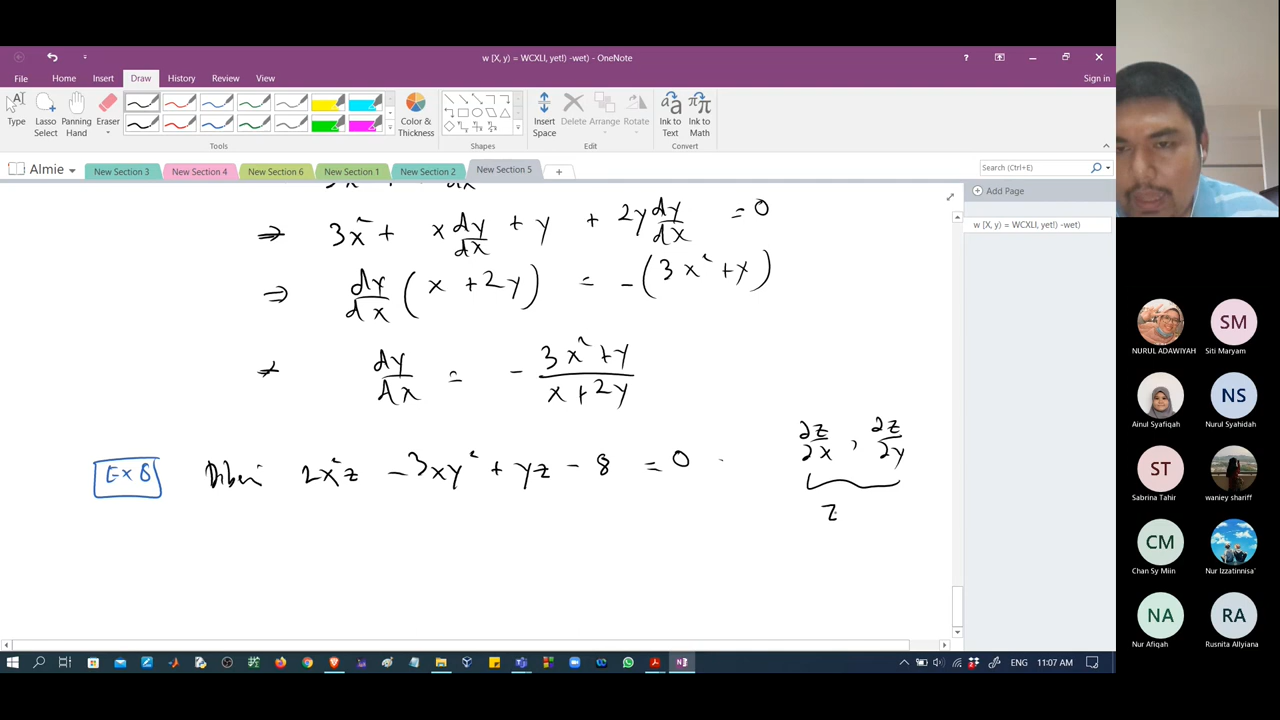 w (X, y) = WCXLI, yet!) -wet) - OneNote
Sign in
File Home Insert Draw History Review View
Type Lasso Select Panning Hand Eraser Color & Thickness Insert Space Delete Arrange Rotate Ink to Text Ink to Math
Tools Shapes Edit Convert
Almie New Section 3 New Section 4 New Section 6 New Section 1 New Section 2 New Section 5 Search (Ctrl+E)
Add Page
w (X, y) = WCXLI, yet!) -wet)
⇒ 3x² + x dy/dx + y + 2y dy/dx = 0
⇒ dy/dx (x + 2y) = -(3x² + y)
⇒ dy/dx = - (3x² + y)/(x + 2y)
Ex 8 Diberi 2x²z - 3xy² + yz - 8 = 0 . ∂z/∂x , ∂z/∂y
z
NURUL ADAWIYAH
SM Siti Maryam
Ainul Syafiqah
NS Nurul Syahidah
ST Sabrina Tahir
waniey shariff
CM Chan Sy Miin
Nur Izzatinnisa'
NA Nur Afiqah
RA Rusnita Allyiana
ENG 11:07 AM